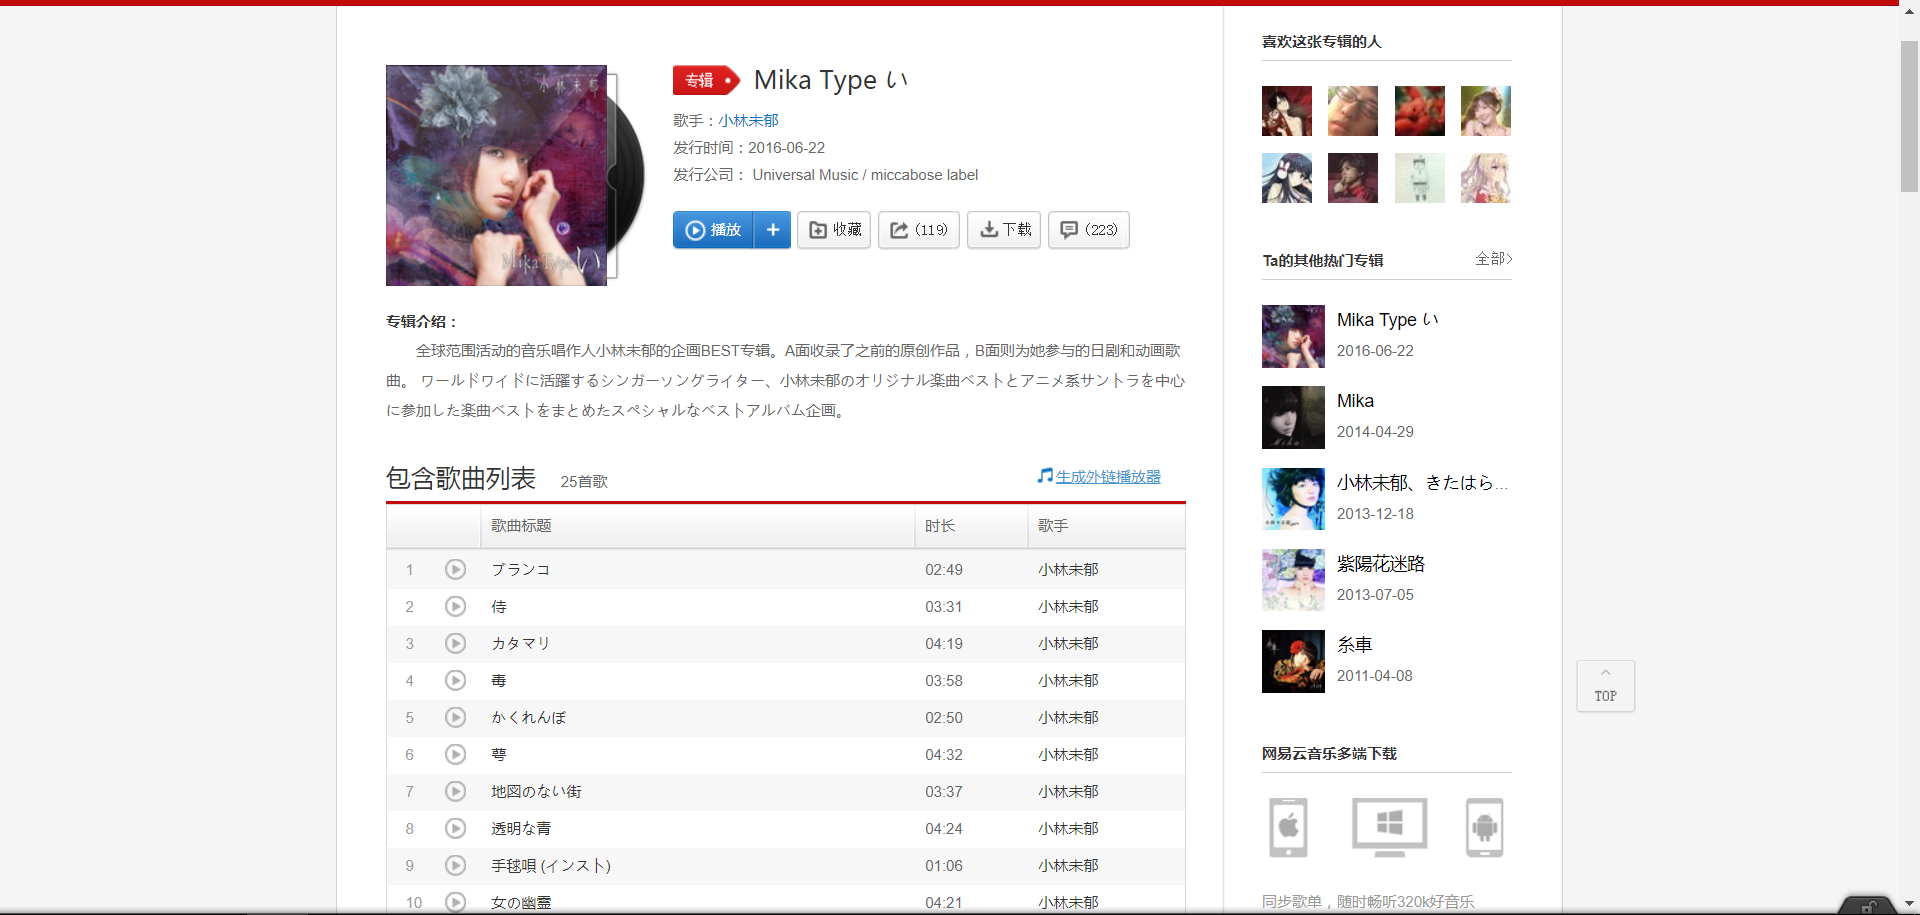 小林未郁
Mika Type い
专辑
Mika Type い
歌手：小林未郁
发行时间：2016-06-22
发行公司： Universal Music / miccabose label
播放
+
收藏
(119)
下载
(223)
专辑介绍：
全球范围活动的音乐唱作人小林未郁的企画BEST专辑。A面收录了之前的原创作品，B面则为她参与的日剧和动画歌
曲。 ワールドワイドに活躍するシンガーソングライター、小林未郁のオリジナル楽曲ベストとアニメ系サントラを中心
に参加した楽曲ベストをまとめたスペシャルなベストアルバム企画。
包含歌曲列表 25首歌
生成外链播放器
歌曲标题 时长 歌手
1 ブランコ 02:49 小林未郁
2 侍 03:31 小林未郁
3 カタマリ 04:19 小林未郁
4 毒 03:58 小林未郁
5 かくれんぼ 02:50 小林未郁
6 萼 04:32 小林未郁
7 地図のない街 03:37 小林未郁
8 透明な青 04:24 小林未郁
9 手毬唄 (インスト) 01:06 小林未郁
10 女の幽霊 04:21 小林未郁
喜欢这张专辑的人
Ta的其他热门专辑 全部>
Mika Type い
2016-06-22
Mika
2014-04-29
小林未郁、きたはら...
2013-12-18
紫陽花迷路
2013-07-05
糸車
2011-04-08
网易云音乐多端下载
同步歌单，随时畅听320k好音乐
TOP